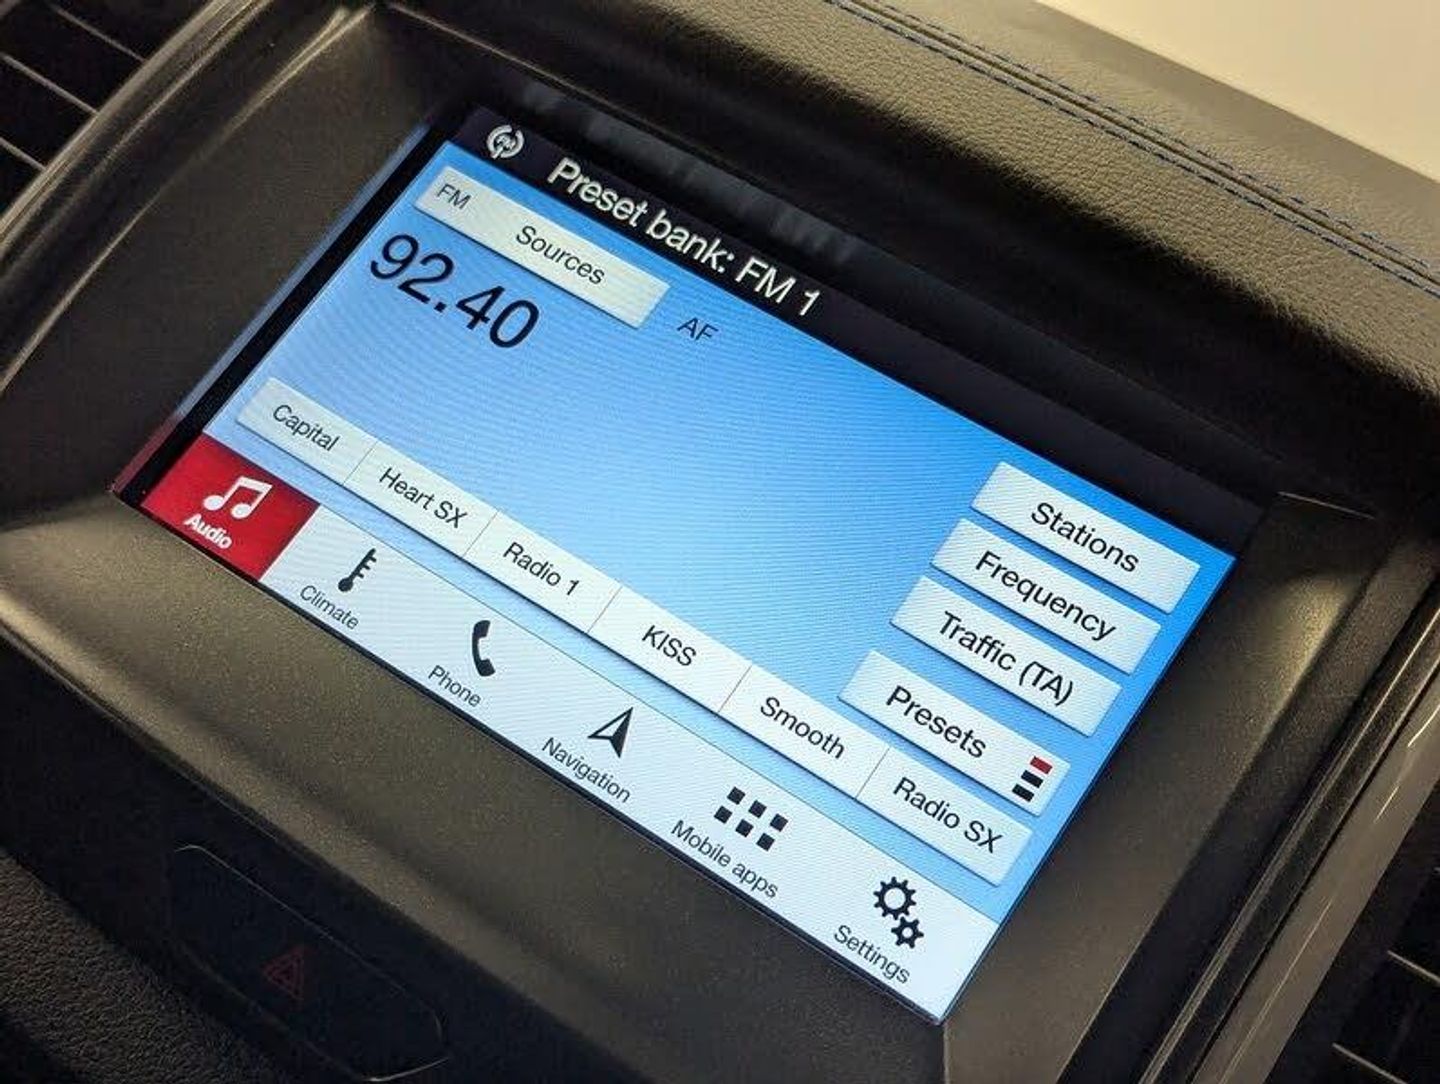 Preset bank: FM 1
FM Sources
92.40
AF
Stations
Frequency
Traffic (TA)
Presets
Capital
Heart SX
Radio 1
KISS
Smooth
Radio SX
Audio
Climate
Phone
Navigation
Mobile apps
Settings